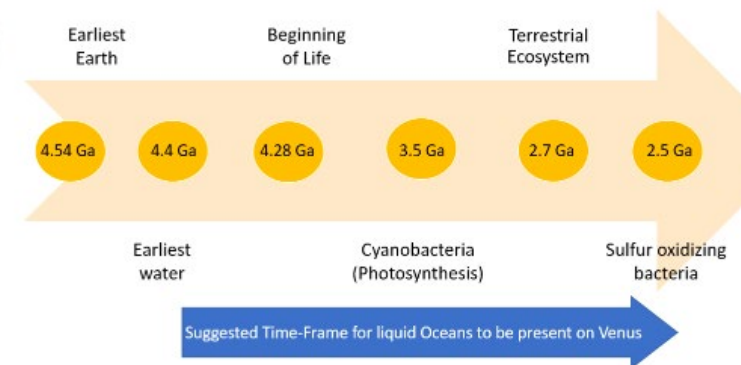 Earliest
Earth
Beginning
of Life
Terrestrial
Ecosystem
4.54 Ga
4.4 Ga
4.28 Ga
3.5 Ga
2.7 Ga
2.5 Ga
Earliest
water
Cyanobacteria
(Photosynthesis)
Sulfur oxidizing
bacteria
Suggested Time-Frame for liquid Oceans to be present on Venus